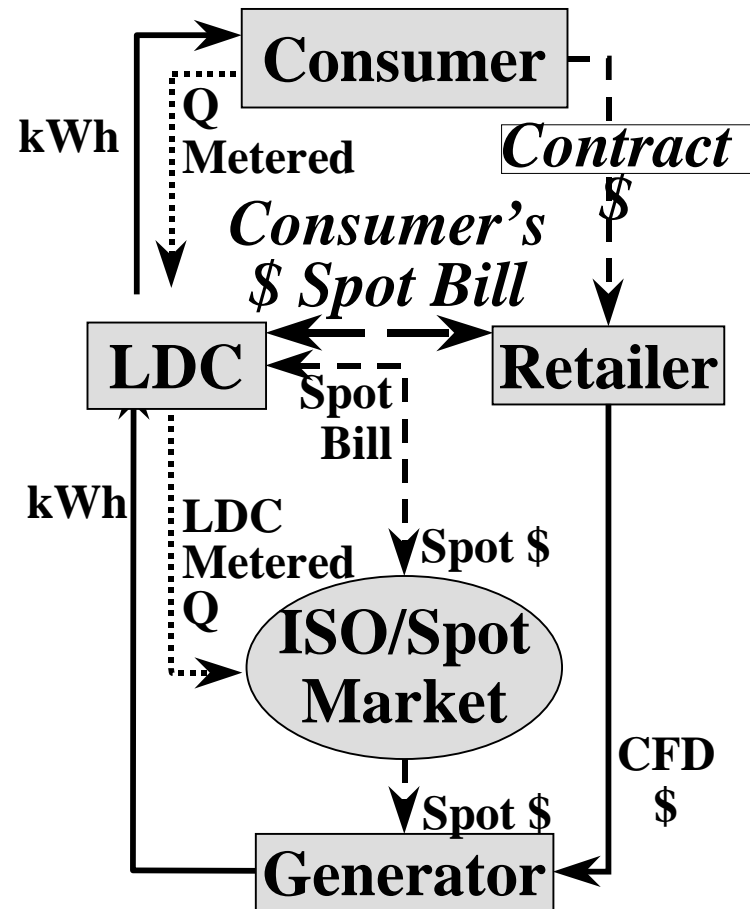 Consumer
kWh
Q
Metered
Contract
$
Consumer's
$ Spot Bill
LDC
Retailer
Spot
Bill
kWh
LDC
Metered
Q
Spot $
ISO/Spot
Market
CFD
$
Spot $
Generator